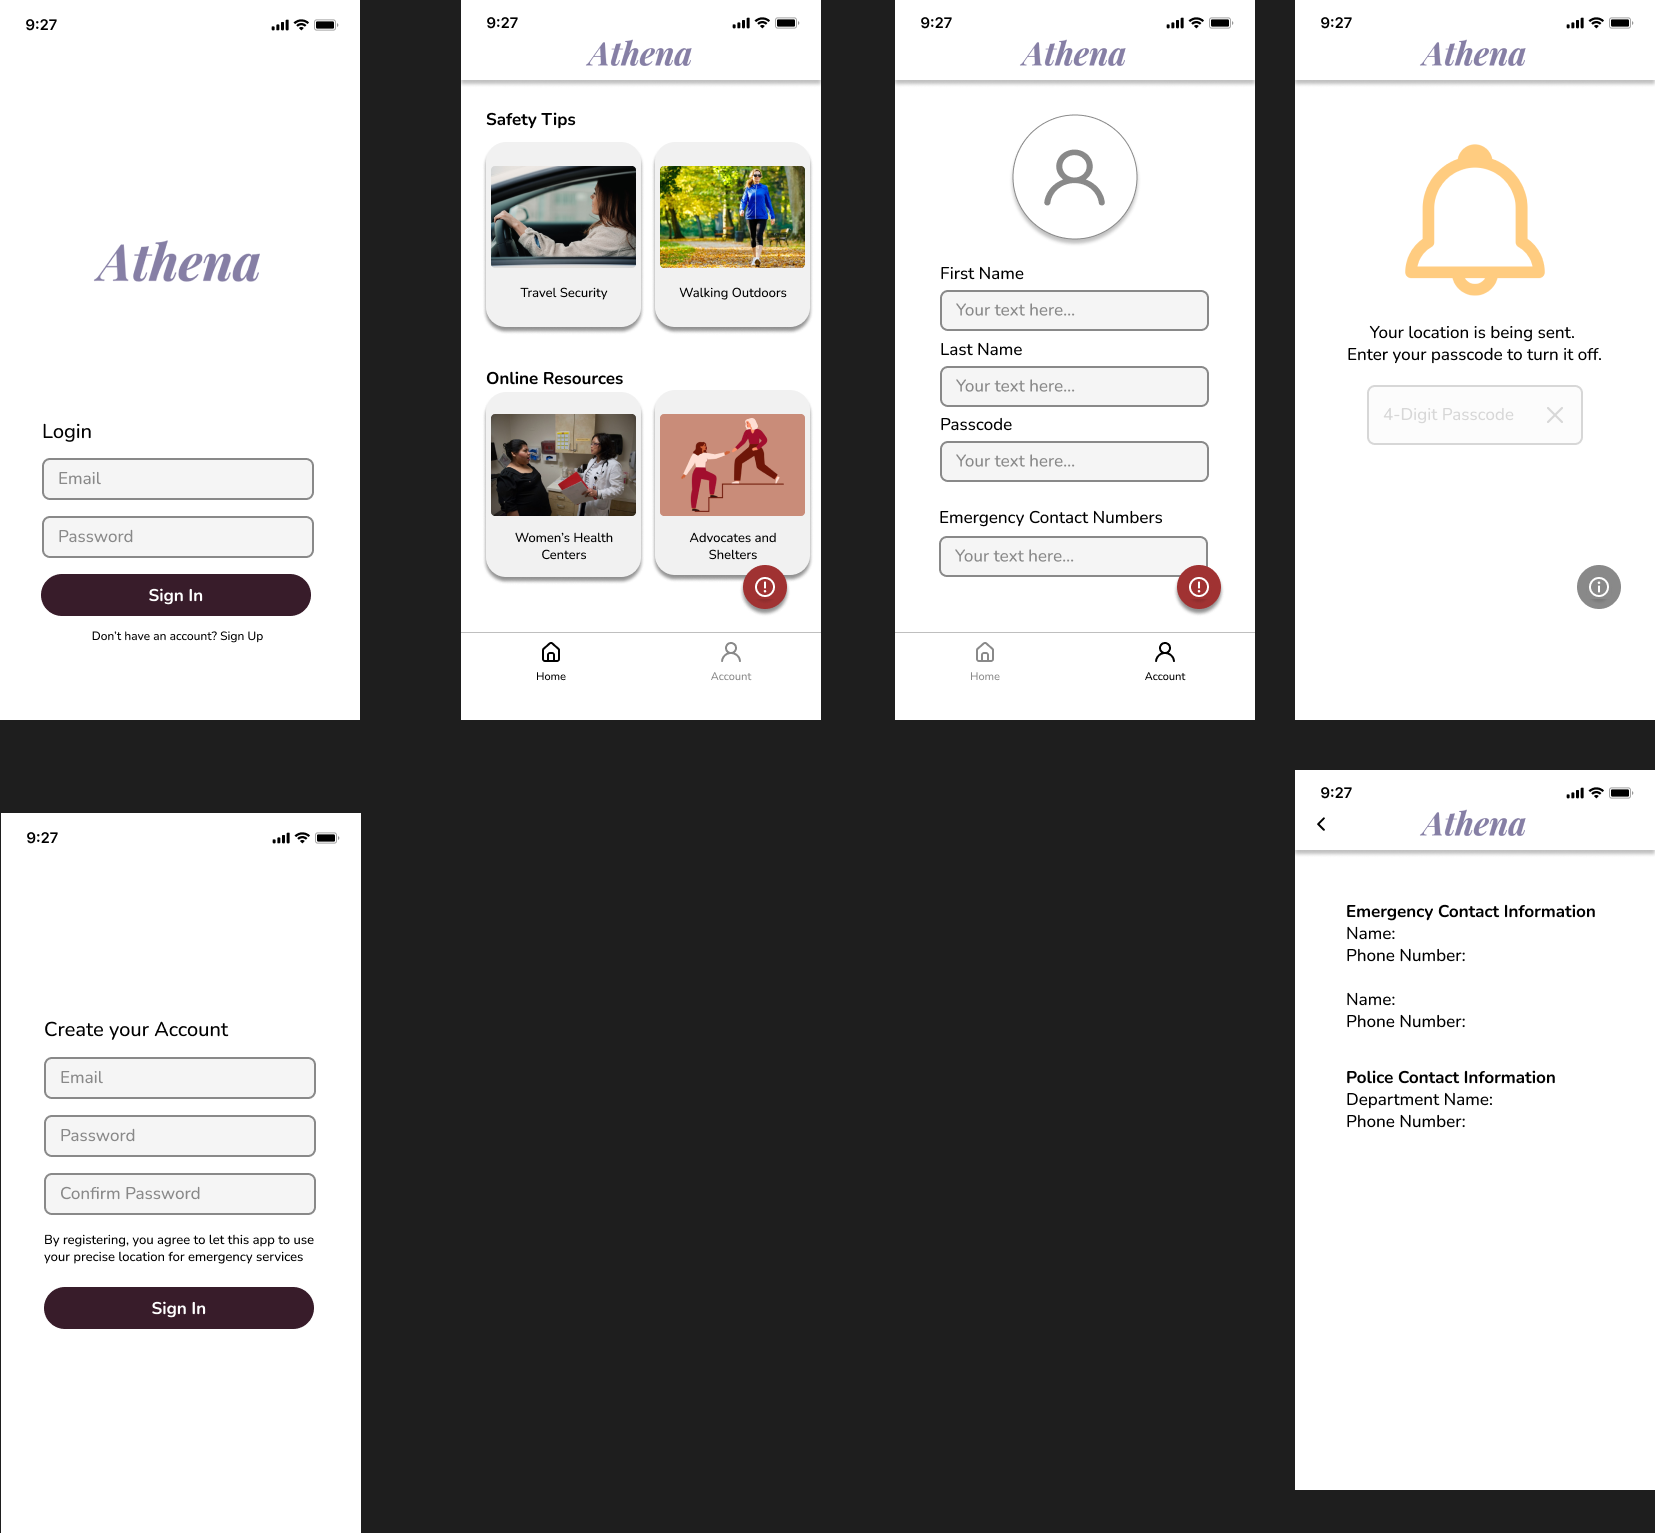 9:27
Athena
Login
Email
Password
Sign In
Don't have an account? Sign Up
9:27
Athena
Safety Tips
Travel Security
Walking Outdoors
Online Resources
Women's Health
Centers
Advocates and
Shelters
Home
Account
9:27
Athena
First Name
Your text here...
Last Name
Your text here...
Passcode
Your text here...
Emergency Contact Numbers
Your text here...
Home
Account
9:27
Athena
Your location is being sent.
Enter your passcode to turn it off.
4-Digit Passcode
9:27
Create your Account
Email
Password
Confirm Password
By registering, you agree to let this app to use
your precise location for emergency services
Sign In
9:27
Athena
Emergency Contact Information
Name:
Phone Number:
Name:
Phone Number:
Police Contact Information
Department Name:
Phone Number: